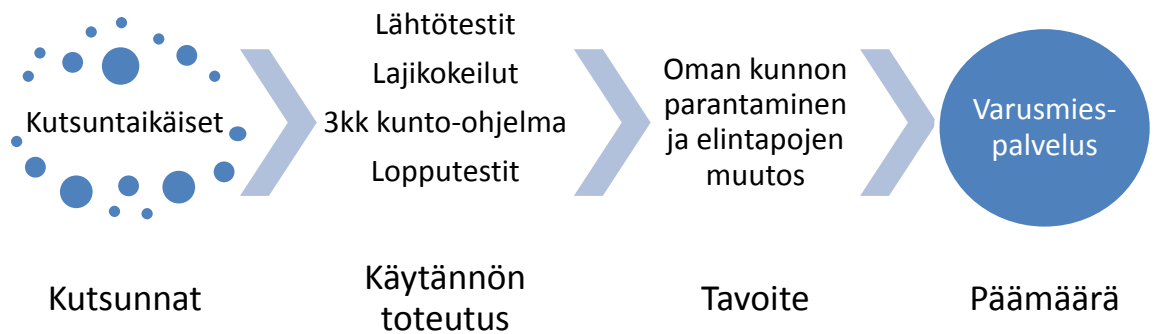 Kutsuntaikäiset
Lähtötestit
Lajikokeilut
3kk kunto-ohjelma
Lopputestit
Oman kunnon
parantaminen
ja elintapojen
muutos
Varusmies-
palvelus
Kutsunnat
Käytännön
toteutus
Tavoite
Päämäärä